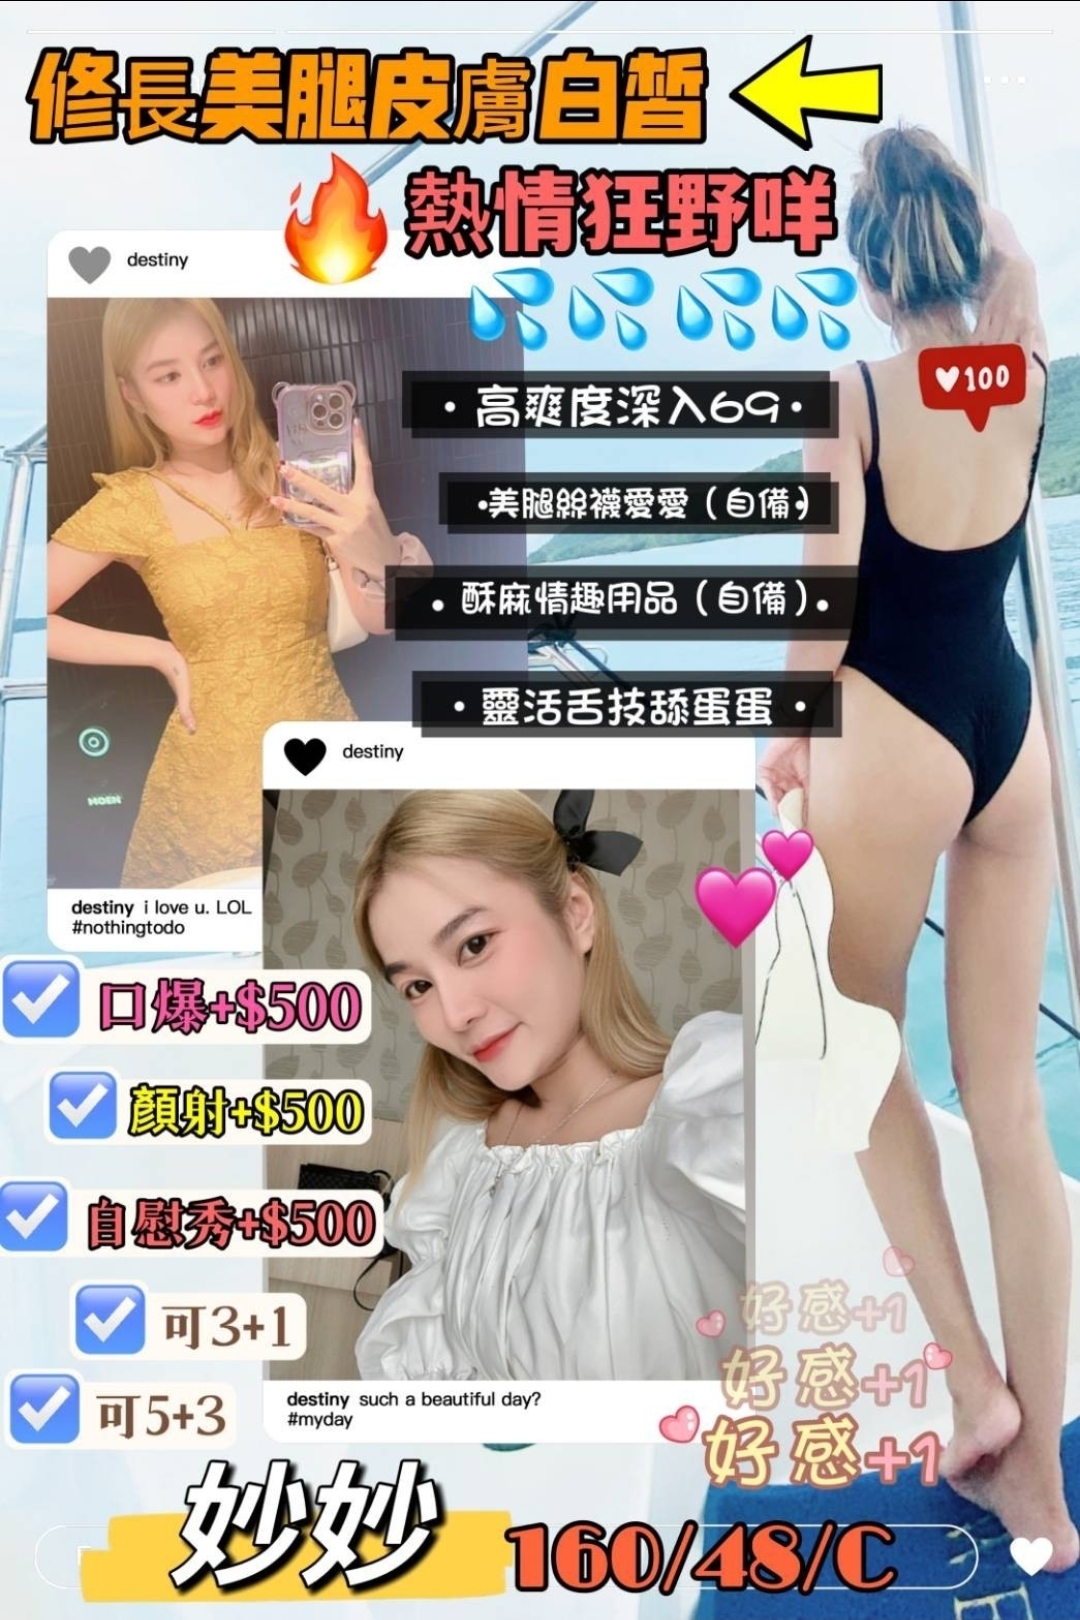 修長美腿皮膚白皙
熱情狂野咩
destiny
100
·高爽度深入69·
·美腿絲襪愛愛（自備）
·酥麻情趣用品（自備）·
·靈活舌技舔蛋蛋·
destiny
MOEN
destiny i love u. LOL
#nothingtodo
口爆+$500
顏射+$500
自慰秀+$500
可3+1
可5+3
destiny such a beautiful day?
#myday
好感+1
好感+1
好感+1
妙妙
160/48/C